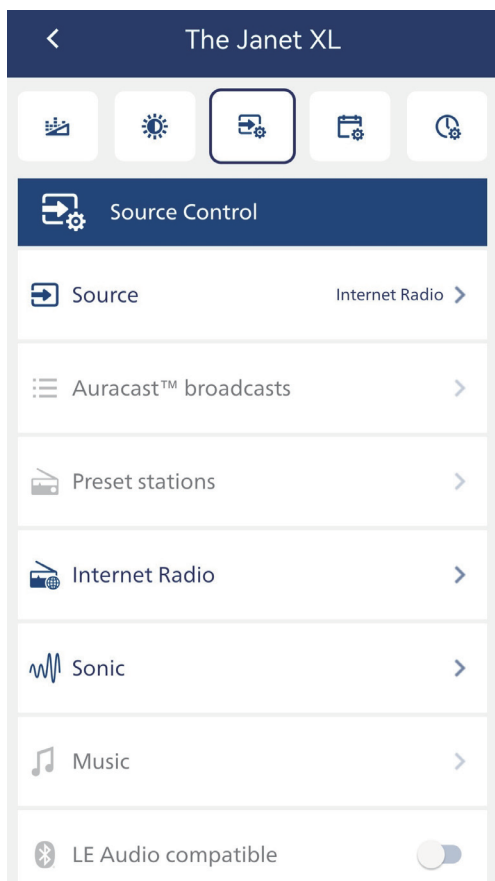 The Janet XL
Source Control
Source Internet Radio
Auracast™ broadcasts
Preset stations
Internet Radio
Sonic
Music
LE Audio compatible